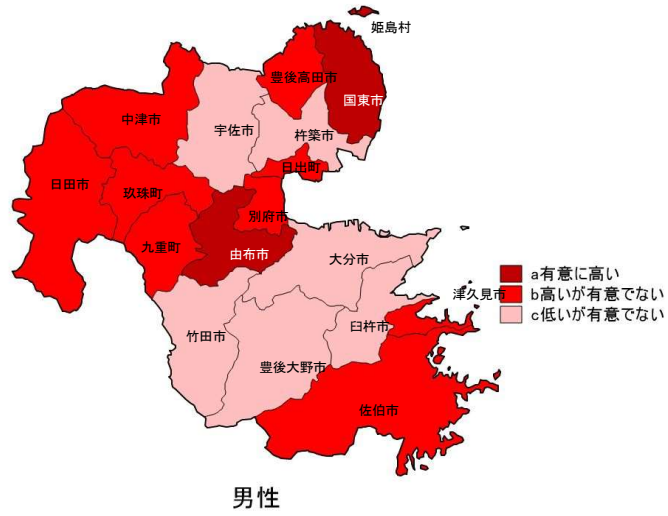 姫島村
豊後高田市
国東市
中津市
宇佐市
杵築市
日出町
日田市
玖珠町
別府市
九重町
由布市
大分市
a有意に高い
津久見市
b高いが有意でない
c低いが有意でない
臼杵市
竹田市
豊後大野市
佐伯市
男性